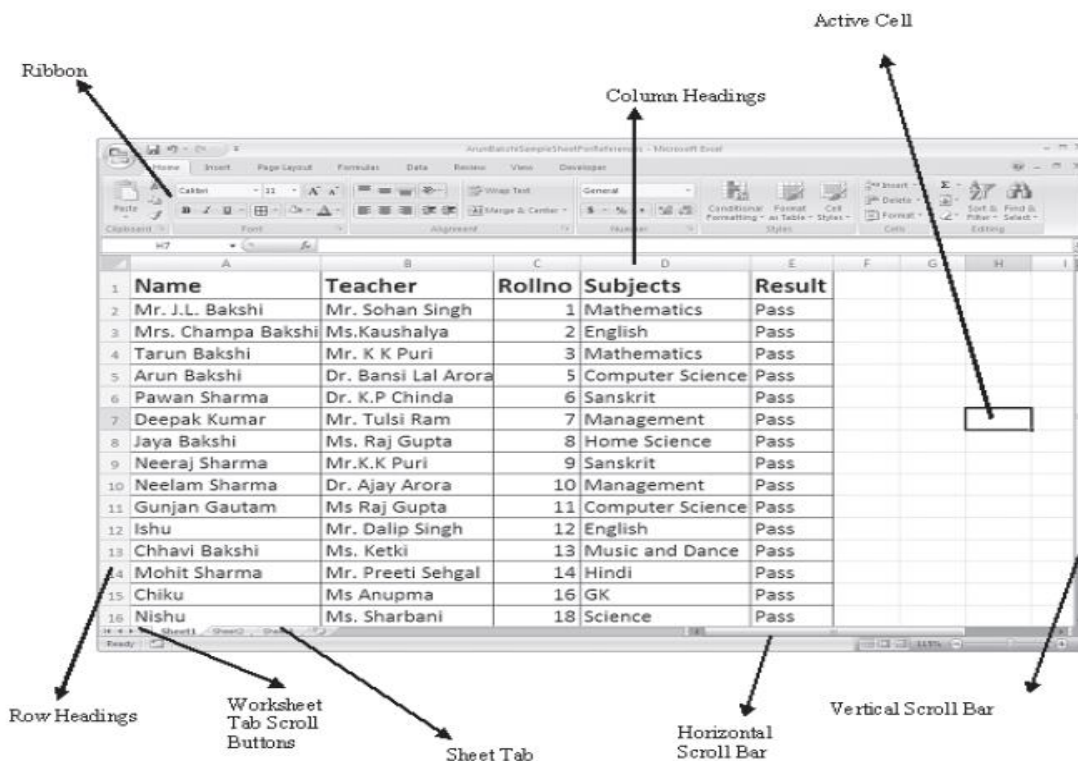 Active Cell
Ribbon
Column Headings
ArunBakshiSampleSheetForReferences - Microsoft Excel
Home Insert Page Layout Formulas Data Review View Developer
Calibri 11 Wrap Text General Insert
Paste B I U Merge & Center $ % Conditional Formatting Format as Table Cell Styles Delete Format Sort & Filter Find & Select
Clipboard Font Alignment Number Styles Cells Editing
H7 fx
A B C D E F G H I
1 Name Teacher Rollno Subjects Result
2 Mr. J.L. Bakshi Mr. Sohan Singh 1 Mathematics Pass
3 Mrs. Champa Bakshi Ms.Kaushalya 2 English Pass
4 Tarun Bakshi Mr. K K Puri 3 Mathematics Pass
5 Arun Bakshi Dr. Bansi Lal Arora 5 Computer Science Pass
6 Pawan Sharma Dr. K.P Chinda 6 Sanskrit Pass
7 Deepak Kumar Mr. Tulsi Ram 7 Management Pass
8 Jaya Bakshi Ms. Raj Gupta 8 Home Science Pass
9 Neeraj Sharma Mr.K.K Puri 9 Sanskrit Pass
10 Neelam Sharma Dr. Ajay Arora 10 Management Pass
11 Gunjan Gautam Ms Raj Gupta 11 Computer Science Pass
12 Ishu Mr. Dalip Singh 12 English Pass
13 Chhavi Bakshi Ms. Ketki 13 Music and Dance Pass
14 Mohit Sharma Mr. Preeti Sehgal 14 Hindi Pass
15 Chiku Ms Anupma 16 GK Pass
16 Nishu Ms. Sharbani 18 Science Pass
Sheet1 Sheet2
Ready 115%
Row Headings
Worksheet
Tab Scroll
Buttons
Sheet Tab
Horizontal
Scroll Bar
Vertical Scroll Bar